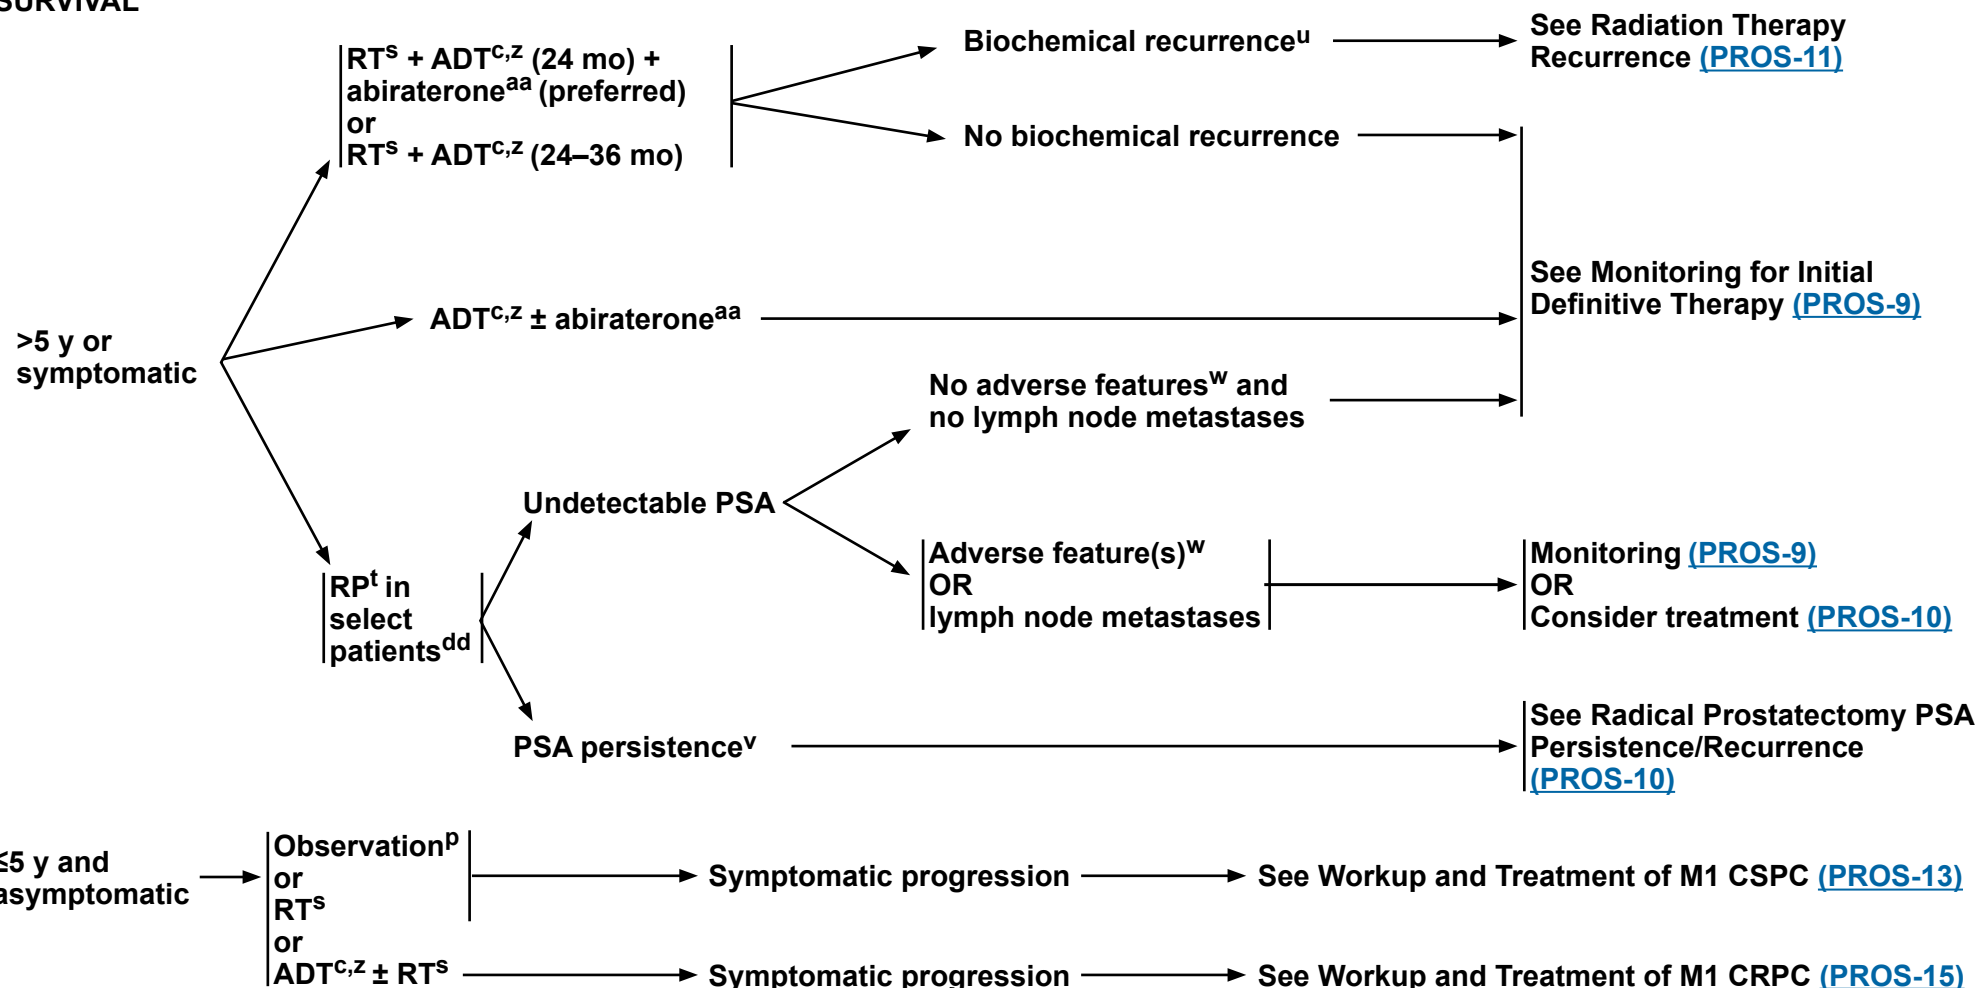 SURVIVAL
RTs + ADTc,z (24 mo) +
abirateroneaa (preferred)
or
RTs + ADTc,z (24–36 mo)
Biochemical recurrenceu
See Radiation Therapy
Recurrence (PROS-11)
No biochemical recurrence
>5 y or
symptomatic
ADTc,z ± abirateroneaa
See Monitoring for Initial
Definitive Therapy (PROS-9)
No adverse featuresw and
no lymph node metastases
Undetectable PSA
Adverse feature(s)w
OR
lymph node metastases
Monitoring (PROS-9)
OR
Consider treatment (PROS-10)
RPt in
select
patientsdd
PSA persistencev
See Radical Prostatectomy PSA
Persistence/Recurrence
(PROS-10)
≤5 y and
asymptomatic
Observationp
or
RTs
or
ADTc,z ± RTs
Symptomatic progression
See Workup and Treatment of M1 CSPC (PROS-13)
Symptomatic progression
See Workup and Treatment of M1 CRPC (PROS-15)